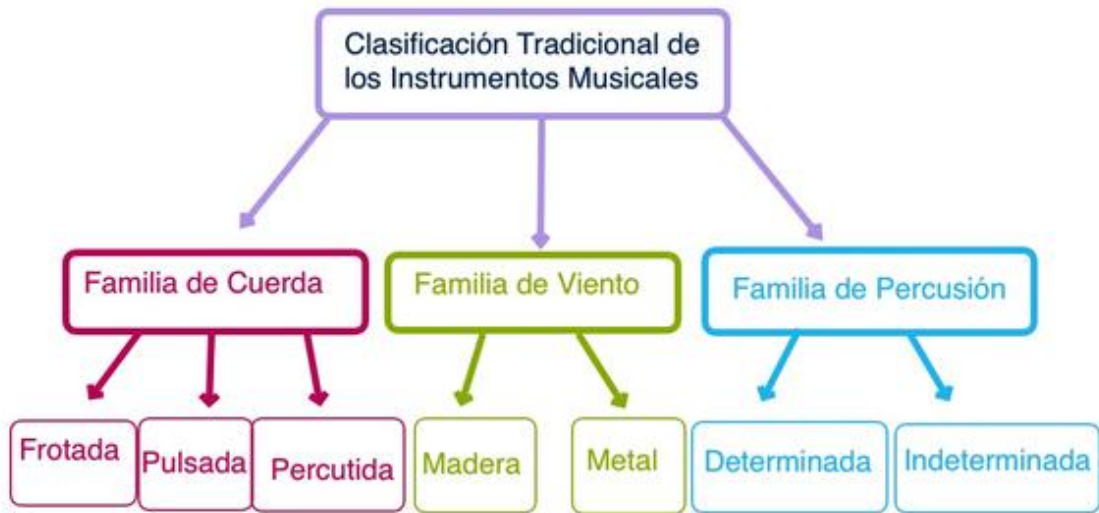 Clasificación Tradicional de
los Instrumentos Musicales
Familia de Cuerda
Familia de Viento
Familia de Percusión
Frotada
Pulsada
Percutida
Madera
Metal
Determinada
Indeterminada